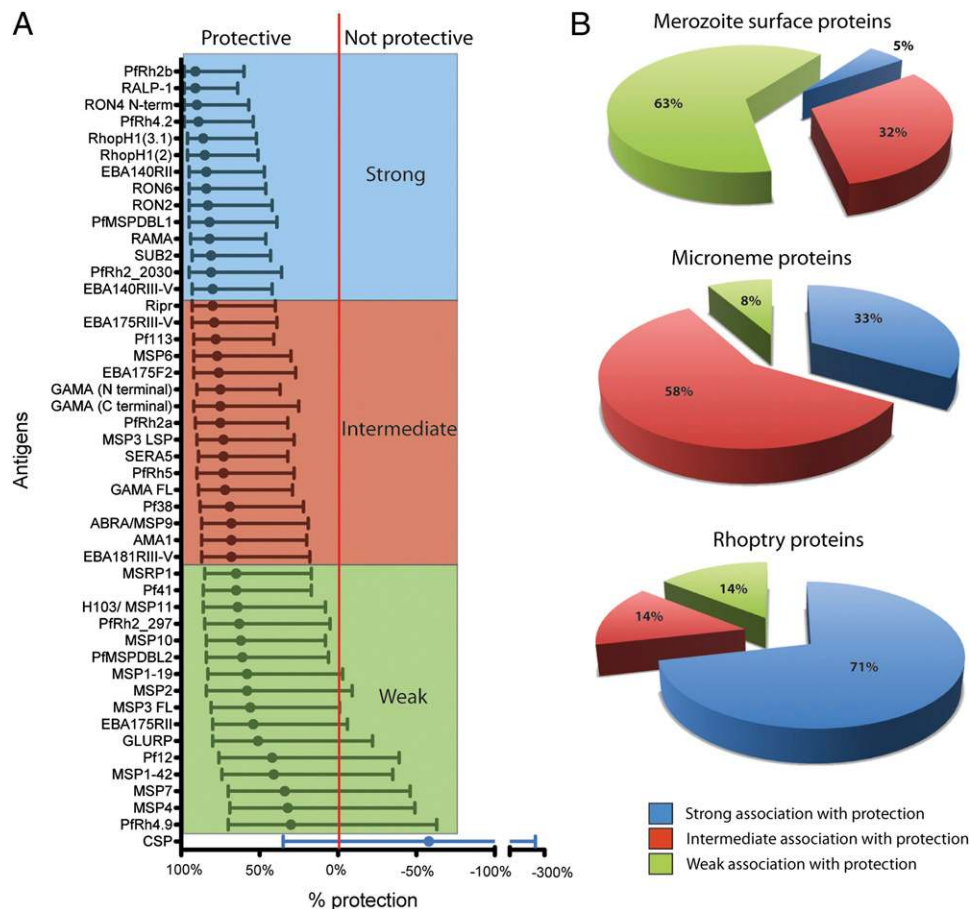 A
Protective
Not protective
PfRh2b
RALP-1
RON4 N-term
PfRh4.2
RhopH1(3.1)
RhopH1(2)
EBA140RII
RON6
RON2
PfMSPDBL1
RAMA
SUB2
PfRh2_2030
EBA140RIII-V
Ripr
EBA175RIII-V
Pf113
MSP6
EBA175F2
GAMA (N terminal)
GAMA (C terminal)
PfRh2a
MSP3 LSP
SERA5
PfRh5
GAMA FL
Pf38
ABRA/MSP9
AMA1
EBA181RIII-V
MSRP1
Pf41
H103/ MSP11
PfRh2_297
MSP10
PfMSPDBL2
MSP1-19
MSP2
MSP3 FL
EBA175RII
GLURP
Pf12
MSP1-42
MSP7
MSP4
PfRh4.9
CSP
Antigens
Strong
Intermediate
Weak
100%
50%
0%
-50%
-100%
-300%
% protection
B
Merozoite surface proteins
5%
63%
32%
Microneme proteins
8%
33%
58%
Rhoptry proteins
14%
14%
71%
Strong association with protection
Intermediate association with protection
Weak association with protection